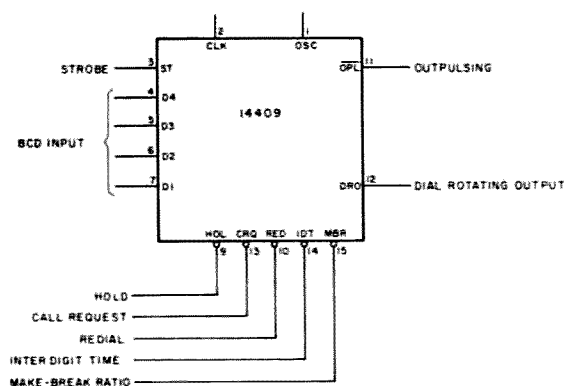 2 1
CLK OSC
STROBE 3 ST OPL 11 OUTPULSING
4 D4
14409
5 D3
BCD INPUT
6 D2
7 D1 DRO 12 DIAL ROTATING OUTPUT
HOL CRQ RED IDT MBR
9 13 10 14 15
HOLD
CALL REQUEST
REDIAL
INTERDIGIT TIME
MAKE-BREAK RATIO